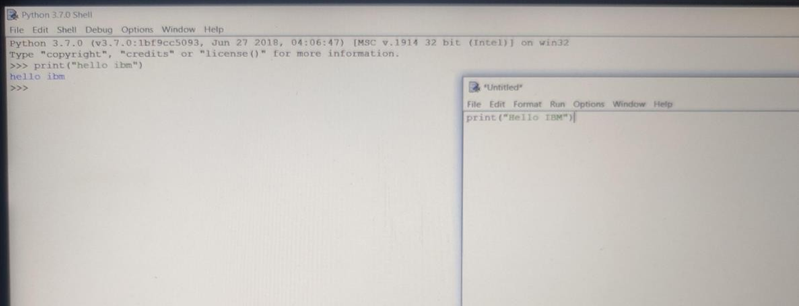 Python 3.7.0 Shell
File Edit Shell Debug Options Window Help
Python 3.7.0 (v3.7.0:1bf9cc5093, Jun 27 2018, 04:06:47) [MSC v.1914 32 bit (Intel)] on win32
Type "copyright", "credits" or "license()" for more information.
>>> print("hello ibm")
hello ibm
>>>
*Untitled*
File Edit Format Run Options Window Help
print("Hello IBM")